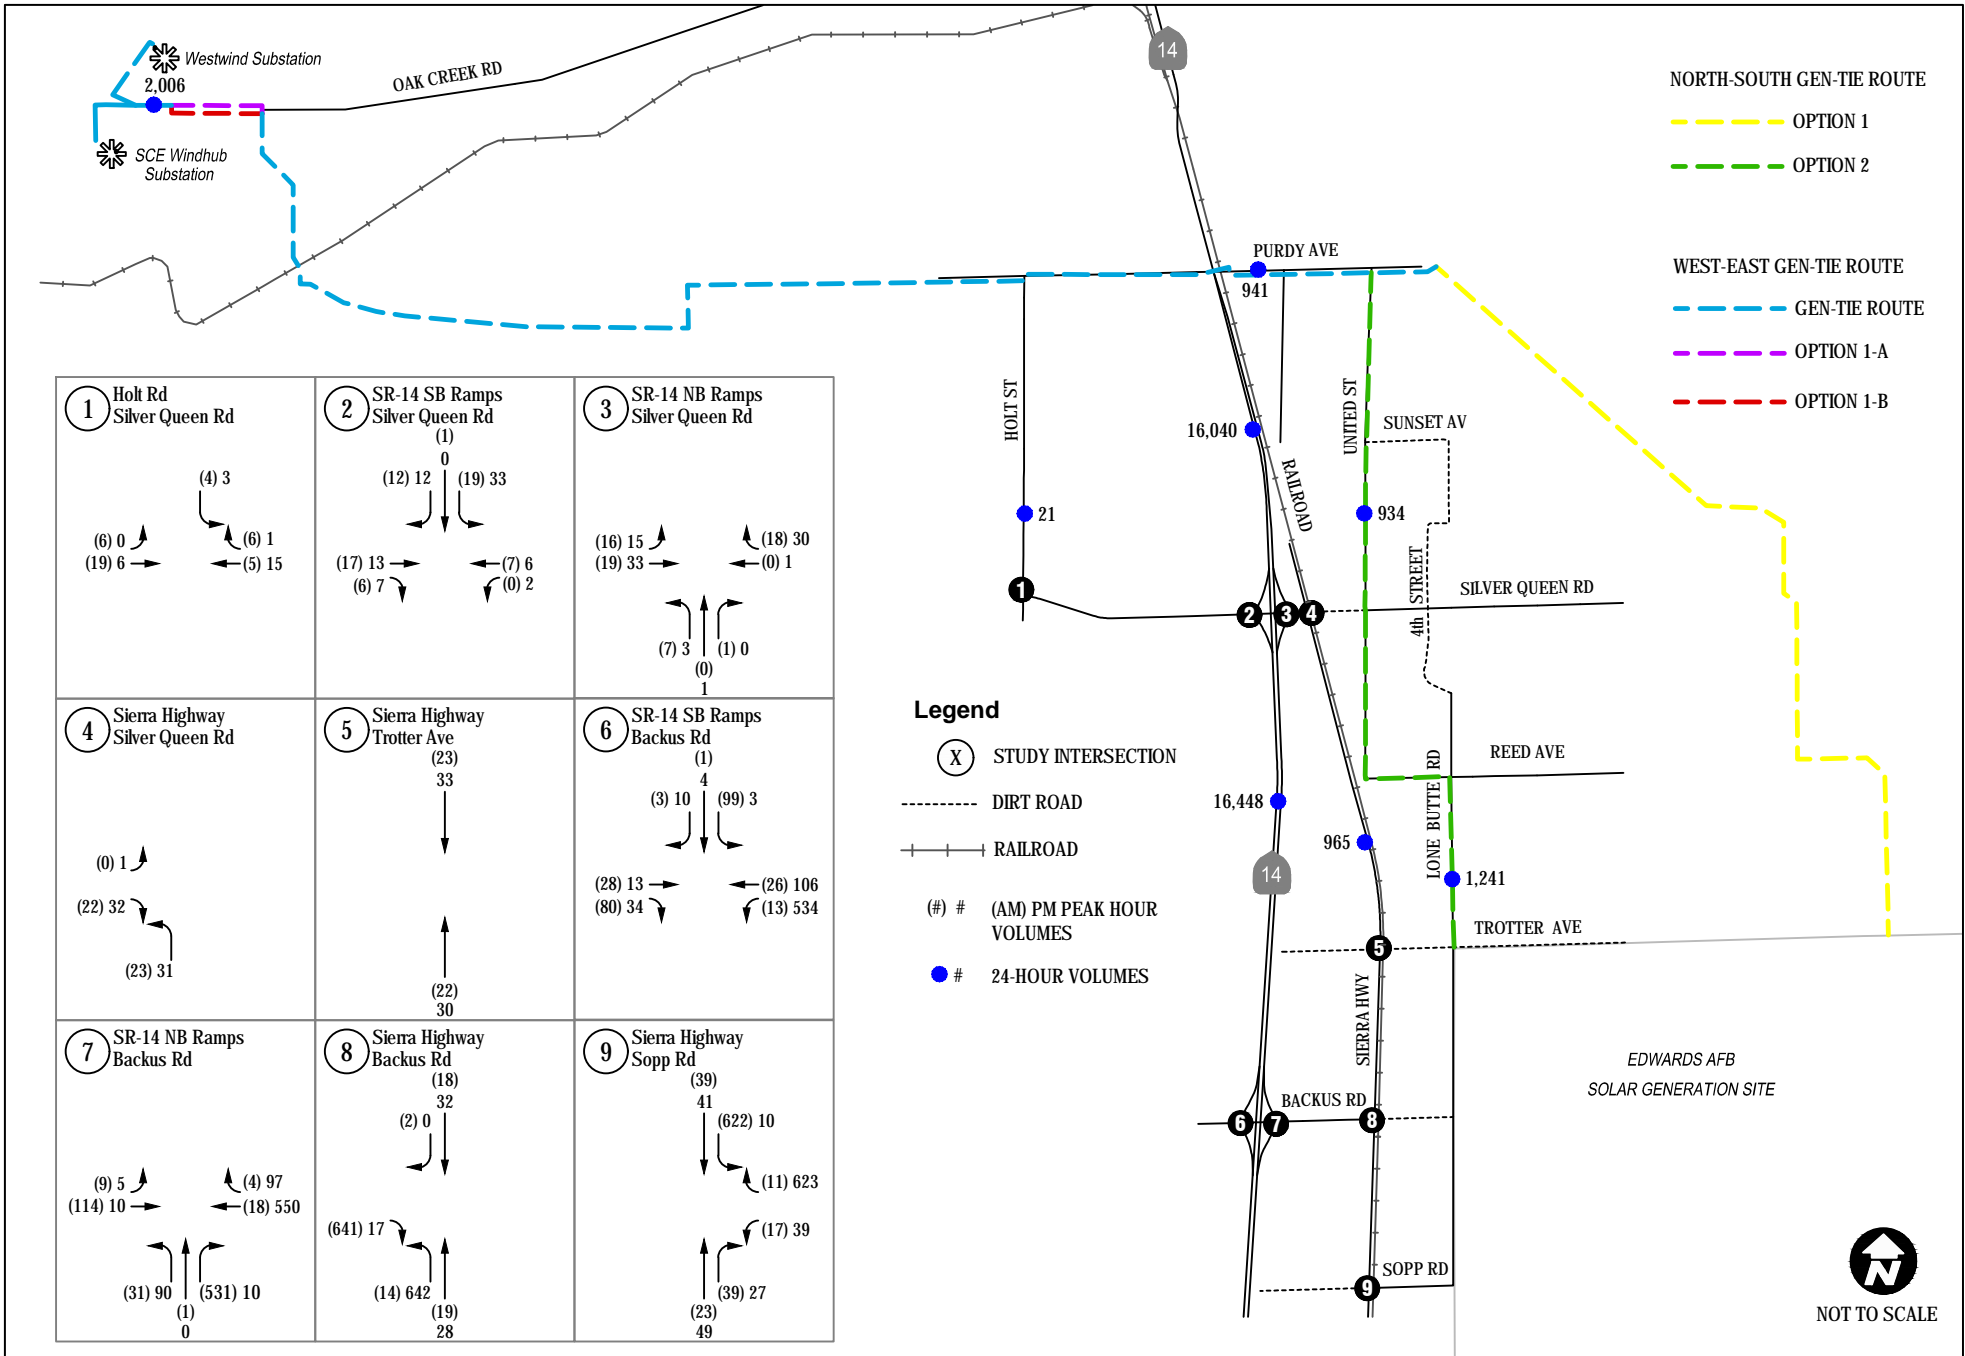 14
Westwind Substation
2,006
OAK CREEK RD
SCE Windhub
Substation
NORTH-SOUTH GEN-TIE ROUTE
OPTION 1
OPTION 2
WEST-EAST GEN-TIE ROUTE
GEN-TIE ROUTE
OPTION 1-A
OPTION 1-B
PURDY AVE
941
HOLT ST
UNITED ST
SUNSET AV
16,040
RAILROAD
21
934
4th STREET
SILVER QUEEN RD
1
2
3
4
REED AVE
LONE BUTTE RD
16,448
965
14
1,241
TROTTER AVE
5
SIERRA HWY
EDWARDS AFB
SOLAR GENERATION SITE
BACKUS RD
6
7
8
SOPP RD
9
N
NOT TO SCALE
Legend
X STUDY INTERSECTION
DIRT ROAD
RAILROAD
(#) # (AM) PM PEAK HOUR
VOLUMES
# 24-HOUR VOLUMES
1 Holt Rd
Silver Queen Rd
(4) 3
(6) 0
(6) 1
(19) 6
(5) 15
2 SR-14 SB Ramps
Silver Queen Rd
(1)
0
(12) 12
(19) 33
(17) 13
(7) 6
(6) 7
(0) 2
3 SR-14 NB Ramps
Silver Queen Rd
(16) 15
(18) 30
(19) 33
(0) 1
(7) 3
(1) 0
(0)
1
4 Sierra Highway
Silver Queen Rd
(0) 1
(22) 32
(23) 31
5 Sierra Highway
Trotter Ave
(23)
33
(22)
30
6 SR-14 SB Ramps
Backus Rd
(1)
4
(3) 10
(99) 3
(28) 13
(26) 106
(80) 34
(13) 534
7 SR-14 NB Ramps
Backus Rd
(9) 5
(4) 97
(114) 10
(18) 550
(31) 90
(531) 10
(1)
0
8 Sierra Highway
Backus Rd
(18)
32
(2) 0
(641) 17
(14) 642
(19)
28
9 Sierra Highway
Sopp Rd
(39)
41
(622) 10
(11) 623
(17) 39
(39) 27
(23)
49